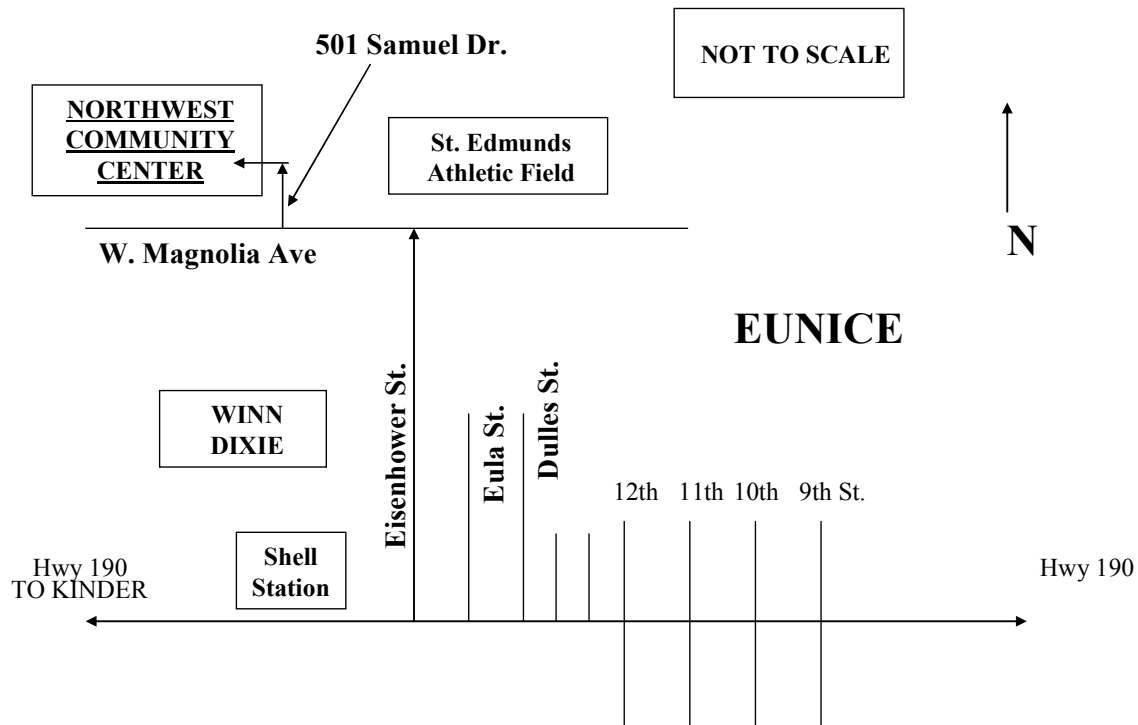 501 Samuel Dr.
NOT TO SCALE
NORTHWEST
COMMUNITY
CENTER
St. Edmunds
Athletic Field
N
W. Magnolia Ave
EUNICE
Eisenhower St.
Eula St.
Dulles St.
WINN
DIXIE
12th
11th
10th
9th St.
Shell
Station
Hwy 190
TO KINDER
Hwy 190